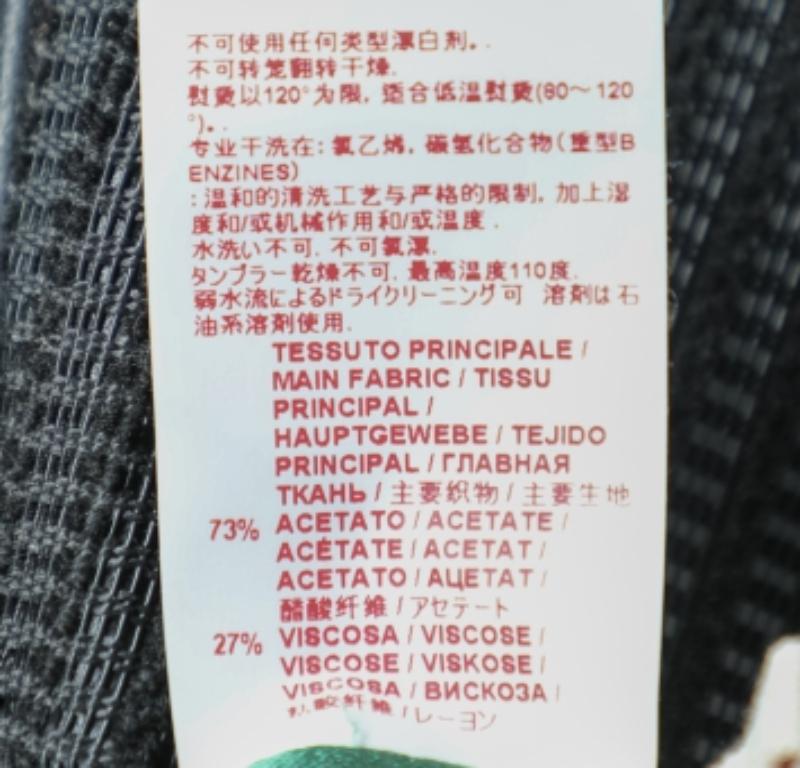 不可使用任何类型漂白剂。.
不可转笼翻转干燥.
熨烫以120°为限, 适合低温熨烫(80～120
°)。.
专业干洗在: 氯乙烯, 碳氢化合物(重型B
ENZINES)
: 温和的清洗工艺与严格的限制, 加上湿
度和/或机械作用和/或温度 .
水洗い不可, 不可氯漂.
タンブラー乾燥不可, 最高温度110度.
弱水流によるドライクリーニング可 溶剤は石
油系溶剤使用.
TESSUTO PRINCIPALE /
MAIN FABRIC / TISSU
PRINCIPAL /
HAUPTGEWEBE / TEJIDO
PRINCIPAL / ГЛАВНАЯ
ТКАНЬ / 主要织物 / 主要生地
73% ACETATO / ACETATE /
ACÉTATE / ACETAT /
ACETATO / АЦЕТАТ /
醋酸纤维 / アセテート
27% VISCOSA / VISCOSE /
VISCOSE / VISKOSE /
VISCOSA / ВИСКОЗА /
粘胶纤维 / レーヨン